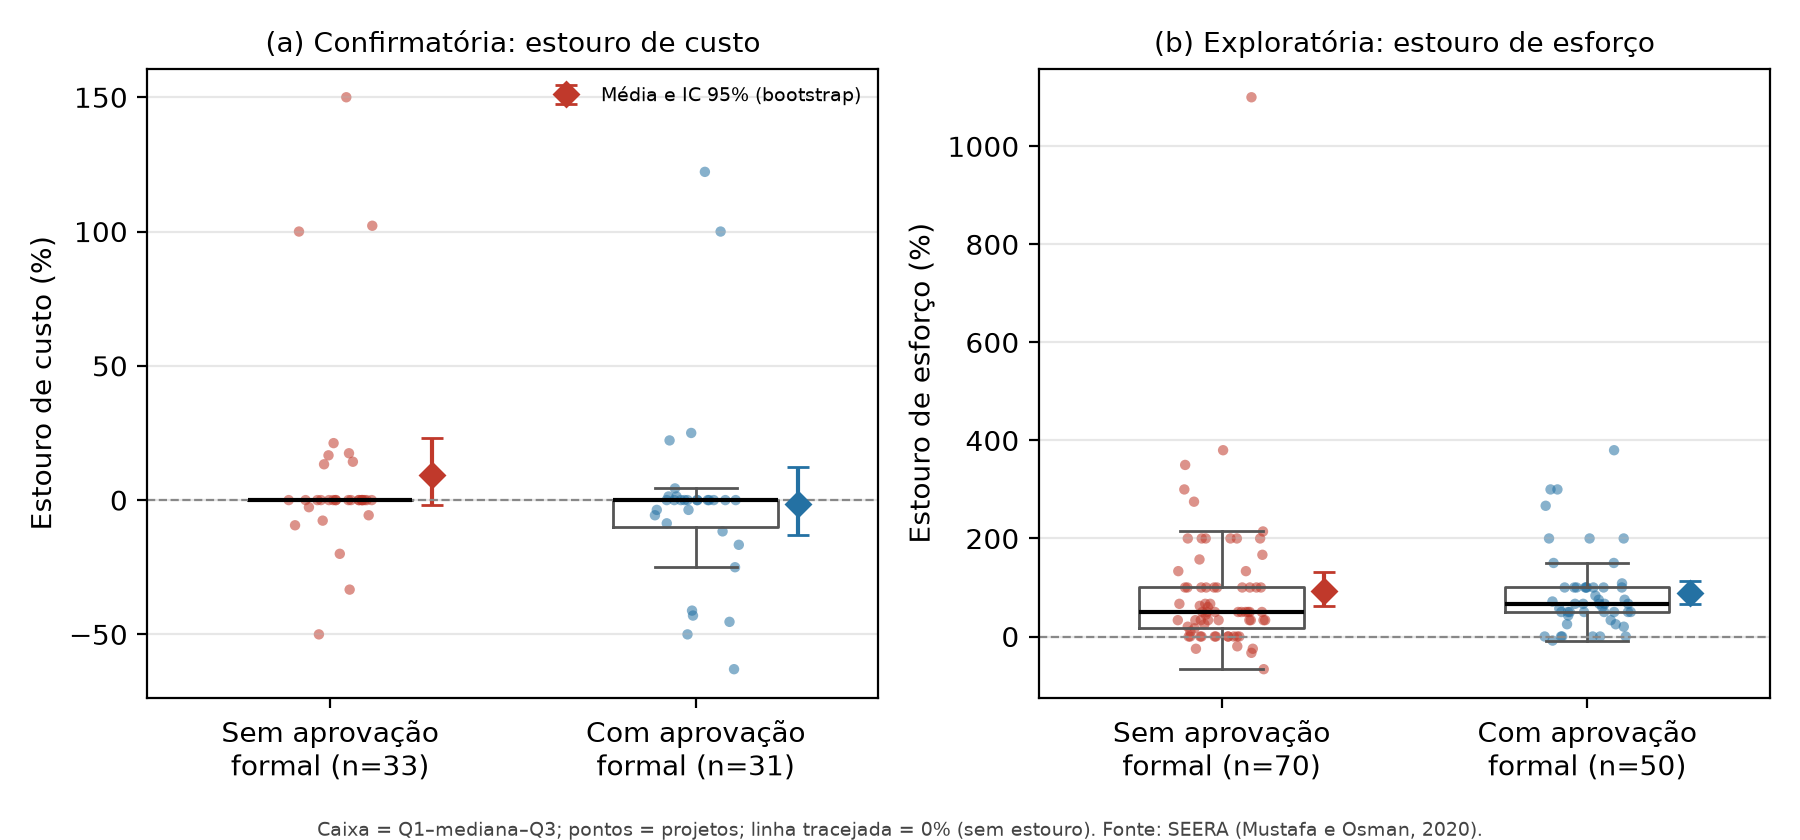 (a) Confirmatória: estouro de custo
Estouro de custo (%)
150
100
50
0
−50
Média e IC 95% (bootstrap)
Sem aprovação
formal (n=33)
Com aprovação
formal (n=31)
(b) Exploratória: estouro de esforço
Estouro de esforço (%)
1000
800
600
400
200
0
Sem aprovação
formal (n=70)
Com aprovação
formal (n=50)
Caixa = Q1–mediana–Q3; pontos = projetos; linha tracejada = 0% (sem estouro). Fonte: SEERA (Mustafa e Osman, 2020).